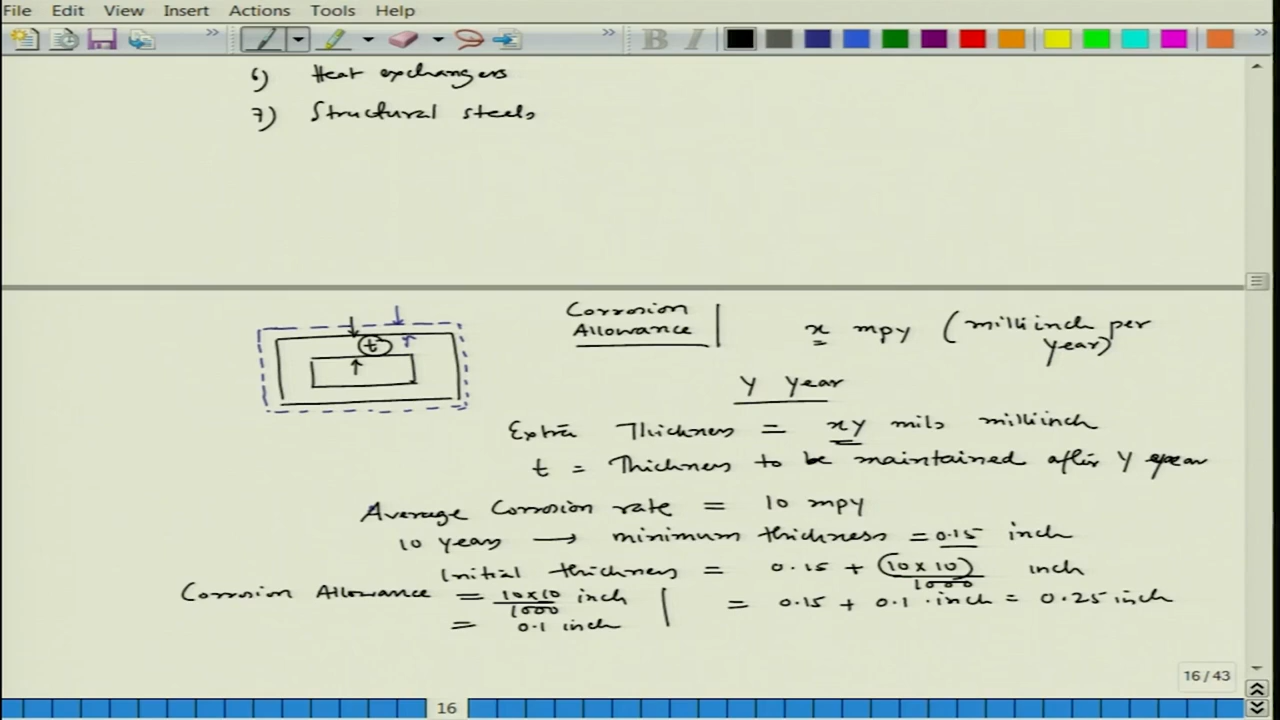 File Edit View Insert Actions Tools Help
6) Heat exchangers
7) Structural steels
Corrosion Allowance
x mpy (milli inch per year)
t
Y Year
Extra Thickness = xy mils milliinch
t = Thickness to be maintained after Y year
Average Corrosion rate = 10 mpy
10 years → minimum thickness = 0.15 inch
Initial thickness = 0.15 + (10 x 10)/1000 inch
= 0.15 + 0.1 inch = 0.25 inch
Corrosion Allowance = 10x10/1000 inch
= 0.1 inch
16 / 43
16